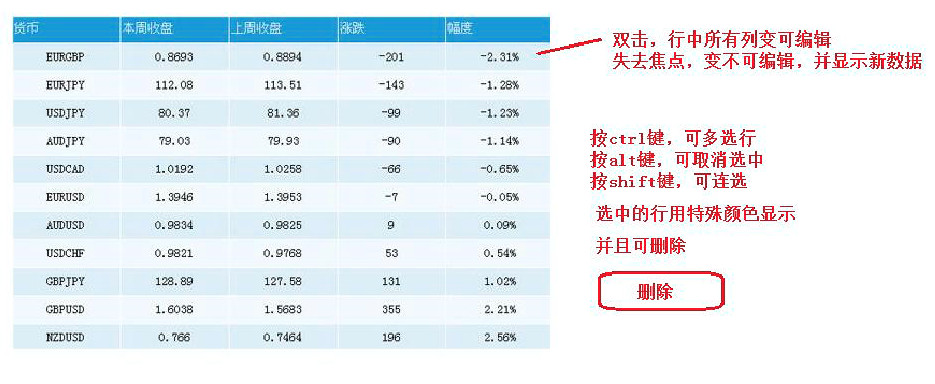 货币 本周收盘 上周收盘 涨跌 幅度
EURGBP 0.8693 0.8894 -201 -2.31%
EURJPY 112.08 113.51 -143 -1.28%
USDJPY 80.37 81.36 -99 -1.23%
AUDJPY 79.03 79.93 -90 -1.14%
USDCAD 1.0192 1.0258 -66 -0.65%
EURUSD 1.3946 1.3953 -7 -0.05%
AUDUSD 0.9834 0.9825 9 0.09%
USDCHF 0.9821 0.9768 53 0.54%
GBPJPY 128.89 127.58 131 1.02%
GBPUSD 1.6038 1.5683 355 2.21%
NZDUSD 0.766 0.7464 196 2.56%
双击，行中所有列变可编辑
失去焦点，变不可编辑，并显示新数据
按ctrl键，可多选行
按alt键，可取消选中
按shift键，可连选
选中的行用特殊颜色显示
并且可删除
删除